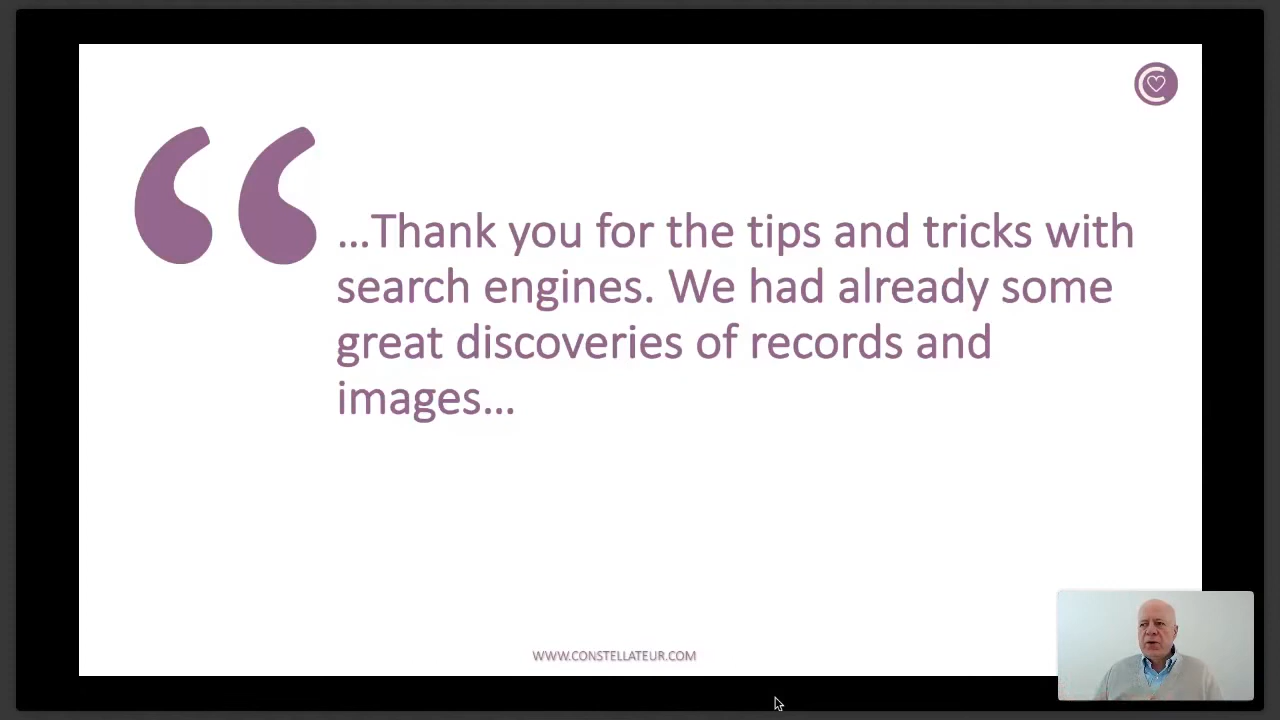 ...Thank you for the tips and tricks with
search engines. We had already some
great discoveries of records and
images...
WWW.CONSTELLATEUR.COM